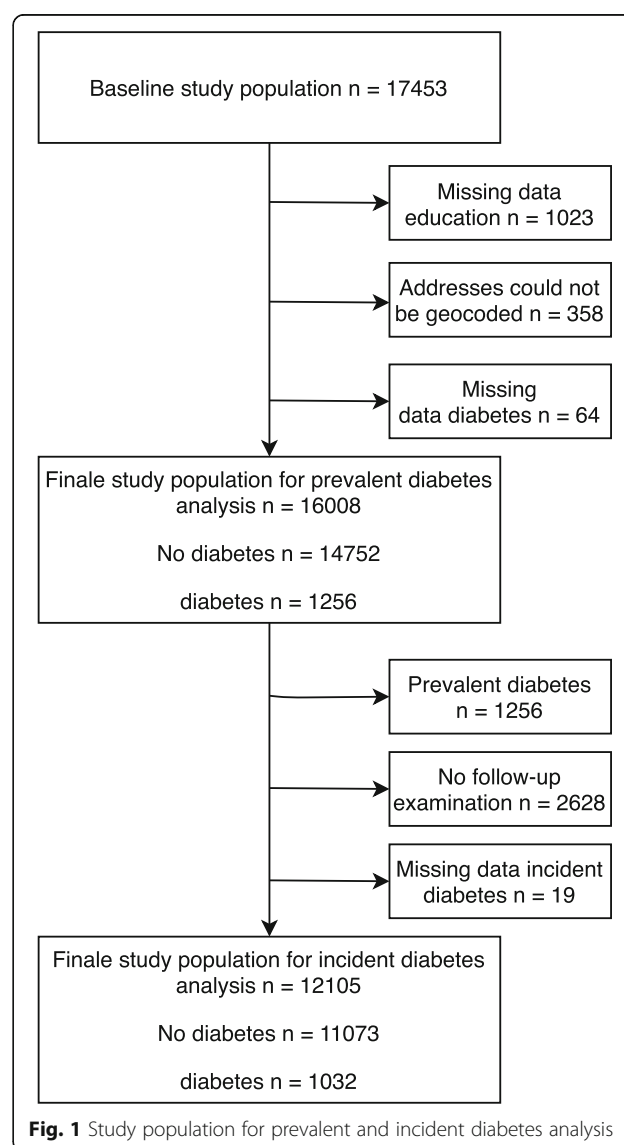 Baseline study population n = 17453
Missing data
education n = 1023
Addresses could not
be geocoded n = 358
Missing
data diabetes n = 64
Finale study population for prevalent diabetes
analysis n = 16008
No diabetes n = 14752
diabetes n = 1256
Prevalent diabetes
n = 1256
No follow-up
examination n = 2628
Missing data incident
diabetes n = 19
Finale study population for incident diabetes
analysis n = 12105
No diabetes n = 11073
diabetes n = 1032
Fig. 1 Study population for prevalent and incident diabetes analysis